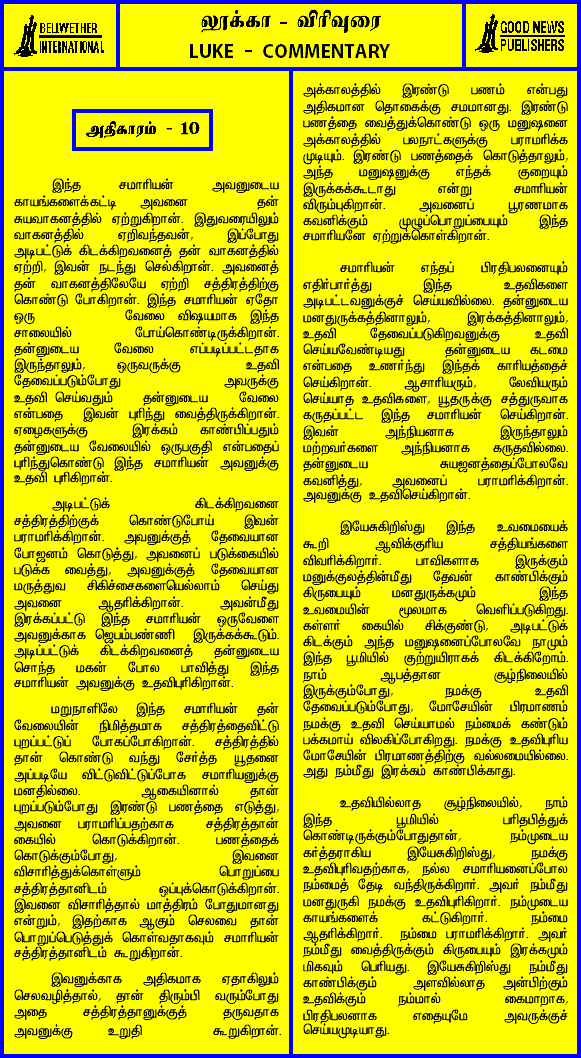 BELWETHER
INTERNATIONAL
லூக்கா - விரிவுரை
LUKE - COMMENTARY
GOOD NEWS
PUBLISHERS
அதிகாரம் - 10
இந்த சமாரியன் அவனுடைய
காயங்களைக்கட்டி அவனை தன்
சுயவாகனத்தில் ஏற்றுகிறான். இதுவரையிலும்
வாகனத்தில் ஏறிவந்தவன், இப்போது
அடிபட்டுக் கிடக்கிறவனைத் தன் வாகனத்தில்
ஏற்றி, இவன் நடந்து செல்கிறான். அவனைத்
தன் வாகனத்திலேயே ஏற்றி சத்திரத்திற்கு
கொண்டு போகிறான். இந்த சமாரியன் ஏதோ
ஒரு வேலை விஷயமாக இந்த
சாலையில் போய்கொண்டிருக்கிறான்.
தன்னுடைய வேலை எப்படிப்பட்டதாக
இருந்தாலும், ஒருவருக்கு உதவி
தேவைப்படும்போது அவருக்கு
உதவி செய்வதும் தன்னுடைய வேலை
என்பதை இவன் புரிந்து வைத்திருக்கிறான்.
ஏழைகளுக்கு இரக்கம் காண்பிப்பதும்
தன்னுடைய வேலையில் ஒருபகுதி என்பதைப்
புரிந்துகொண்டு இந்த சமாரியன் அவனுக்கு
உதவி புரிகிறான்.
அடிபட்டுக் கிடக்கிறவனை
சத்திரத்திற்குக் கொண்டுபோய் இவன்
பராமரிக்கிறான். அவனுக்குத் தேவையான
போஜனம் கொடுத்து, அவனைப் படுக்கையில்
படுக்க வைத்து, அவனுக்குத் தேவையான
மருத்துவ சிகிச்சைகளையெல்லாம் செய்து
அவனை ஆதரிக்கிறான். அவன்மீது
இரக்கப்பட்டு இந்த சமாரியன் ஒருவேளை
அவனுக்காக ஜெபம்பண்ணி இருக்கக்கூடும்.
அடிப்பட்டுக் கிடக்கிறவனைத் தன்னுடைய
சொந்த மகன் போல பாவித்து இந்த
சமாரியன் அவனுக்கு உதவிபுரிகிறான்.
மறுநாளிலே இந்த சமாரியன் தன்
வேலையின் நிமித்தமாக சத்திரத்தைவிட்டு
புறப்பட்டுப் போகப்போகிறான். சத்திரத்தில்
தான் கொண்டு வந்து சேர்த்த யூதனை
அப்படியே விட்டுவிட்டுப்போக சமாரியனுக்கு
மனதில்லை. ஆகையினால் தான்
புறப்படும்போது இரண்டு பணத்தை எடுத்து,
அவனை பராமரிப்பதற்காக சத்திரத்தான்
கையில் கொடுக்கிறான். பணத்தைக்
கொடுக்கும்போது, இவனை
விசாரித்துக்கொள்ளும் பொறுப்பை
சத்திரத்தானிடம் ஒப்புக்கொடுக்கிறான்.
இவனை விசாரித்தால் மாத்திரம் போதுமானது
என்றும், இதற்காக ஆகும் செலவை தான்
பொறுப்பெடுத்துக் கொள்வதாகவும் சமாரியன்
சத்திரத்தானிடம் கூறுகிறான்.
இவனுக்காக அதிகமாக ஏதாகிலும்
செலவழித்தால், தான் திரும்பி வரும்போது
அதை சத்திரத்தானுக்குத் தருவதாக
அவனுக்கு உறுதி கூறுகிறான்.
அக்காலத்தில் இரண்டு பணம் என்பது
அதிகமான தொகைக்கு சமமானது. இரண்டு
பணத்தை வைத்துக்கொண்டு ஒரு மனுஷனை
அக்காலத்தில் பலநாட்களுக்கு பராமரிக்க
முடியும். இரண்டு பணத்தைக் கொடுத்தாலும்,
அந்த மனுஷனுக்கு எந்தக் குறையும்
இருக்கக்கூடாது என்று சமாரியன்
விரும்புகிறான். அவனைப் பூரணமாக
கவனிக்கும் முழுப்பொறுப்பையும் இந்த
சமாரியனே ஏற்றுக்கொள்கிறான்.
சமாரியன் எந்தப் பிரதிபலனையும்
எதிர்பார்த்து இந்த உதவிகளை
அடிபட்டவனுக்குச் செய்யவில்லை. தன்னுடைய
மனதுருக்கத்தினாலும், இரக்கத்தினாலும்,
உதவி தேவைப்படுகிறவனுக்கு உதவி
செய்யவேண்டியது தன்னுடைய கடமை
என்பதை உணர்ந்து இந்தக் காரியத்தைச்
செய்கிறான். ஆசாரியரும், லேவியரும்
செய்யாத உதவிகளை, யூதருக்கு சத்துருவாக
கருதப்பட்ட இந்த சமாரியன் செய்கிறான்.
இவன் அந்நியனாக இருந்தாலும்
மற்றவர்களை அந்நியனாக கருதவில்லை.
தன்னுடைய சுயஜனத்தைப்போலவே
கவனித்து, அவனைப் பராமரிக்கிறான்.
அவனுக்கு உதவிசெய்கிறான்.
இயேசுகிறிஸ்து இந்த உவமையைக்
கூறி ஆவிக்குரிய சத்தியங்களை
விவரிக்கிறார். பாவிகளாக இருக்கும்
மனுக்குலத்தின்மீது தேவன் காண்பிக்கும்
கிருபையும் மனதுருக்கமும் இந்த
உவமையின் மூலமாக வெளிப்படுகிறது.
கள்ளர் கையில் சிக்குண்டு, அடிபட்டுக்
கிடக்கும் அந்த மனுஷனைப்போலவே நாமும்
இந்த பூமியில் குற்றுயிராகக் கிடக்கிறோம்.
நாம் ஆபத்தான சூழ்நிலையில்
இருக்கும்போது, நமக்கு உதவி
தேவைப்படும்போது, மோசேயின் பிரமாணம்
நமக்கு உதவி செய்யாமல் நம்மைக் கண்டும்
பக்கமாய் விலகிப்போகிறது. நமக்கு உதவிபுரிய
மோசேயின் பிரமாணத்திற்கு வல்லமையில்லை.
அது நம்மீது இரக்கம் காண்பிக்காது.
உதவியில்லாத சூழ்நிலையில், நாம்
இந்த பூமியில் பரிதபித்துக்
கொண்டிருக்கும்போதுதான், நம்முடைய
கர்த்தராகிய இயேசுகிறிஸ்து, நமக்கு
உதவிபுரிவதற்காக, நல்ல சமாரியனைப்போல
நம்மைத் தேடி வந்திருக்கிறார். அவர் நம்மீது
மனதுருகி நமக்கு உதவிபுரிகிறார். நம்முடைய
காயங்களைக் கட்டுகிறார். நம்மை
ஆதரிக்கிறார். நம்மை பராமரிக்கிறார். அவர்
நம்மீது வைத்திருக்கும் கிருபையும் இரக்கமும்
மிகவும் பெரியது. இயேசுகிறிஸ்து நம்மீது
காண்பிக்கும் அளவில்லாத அன்பிற்கும்
உதவிக்கும் நம்மால் கைமாறாக,
பிரதிபலனாக எதையுமே அவருக்குச்
செய்யமுடியாது.